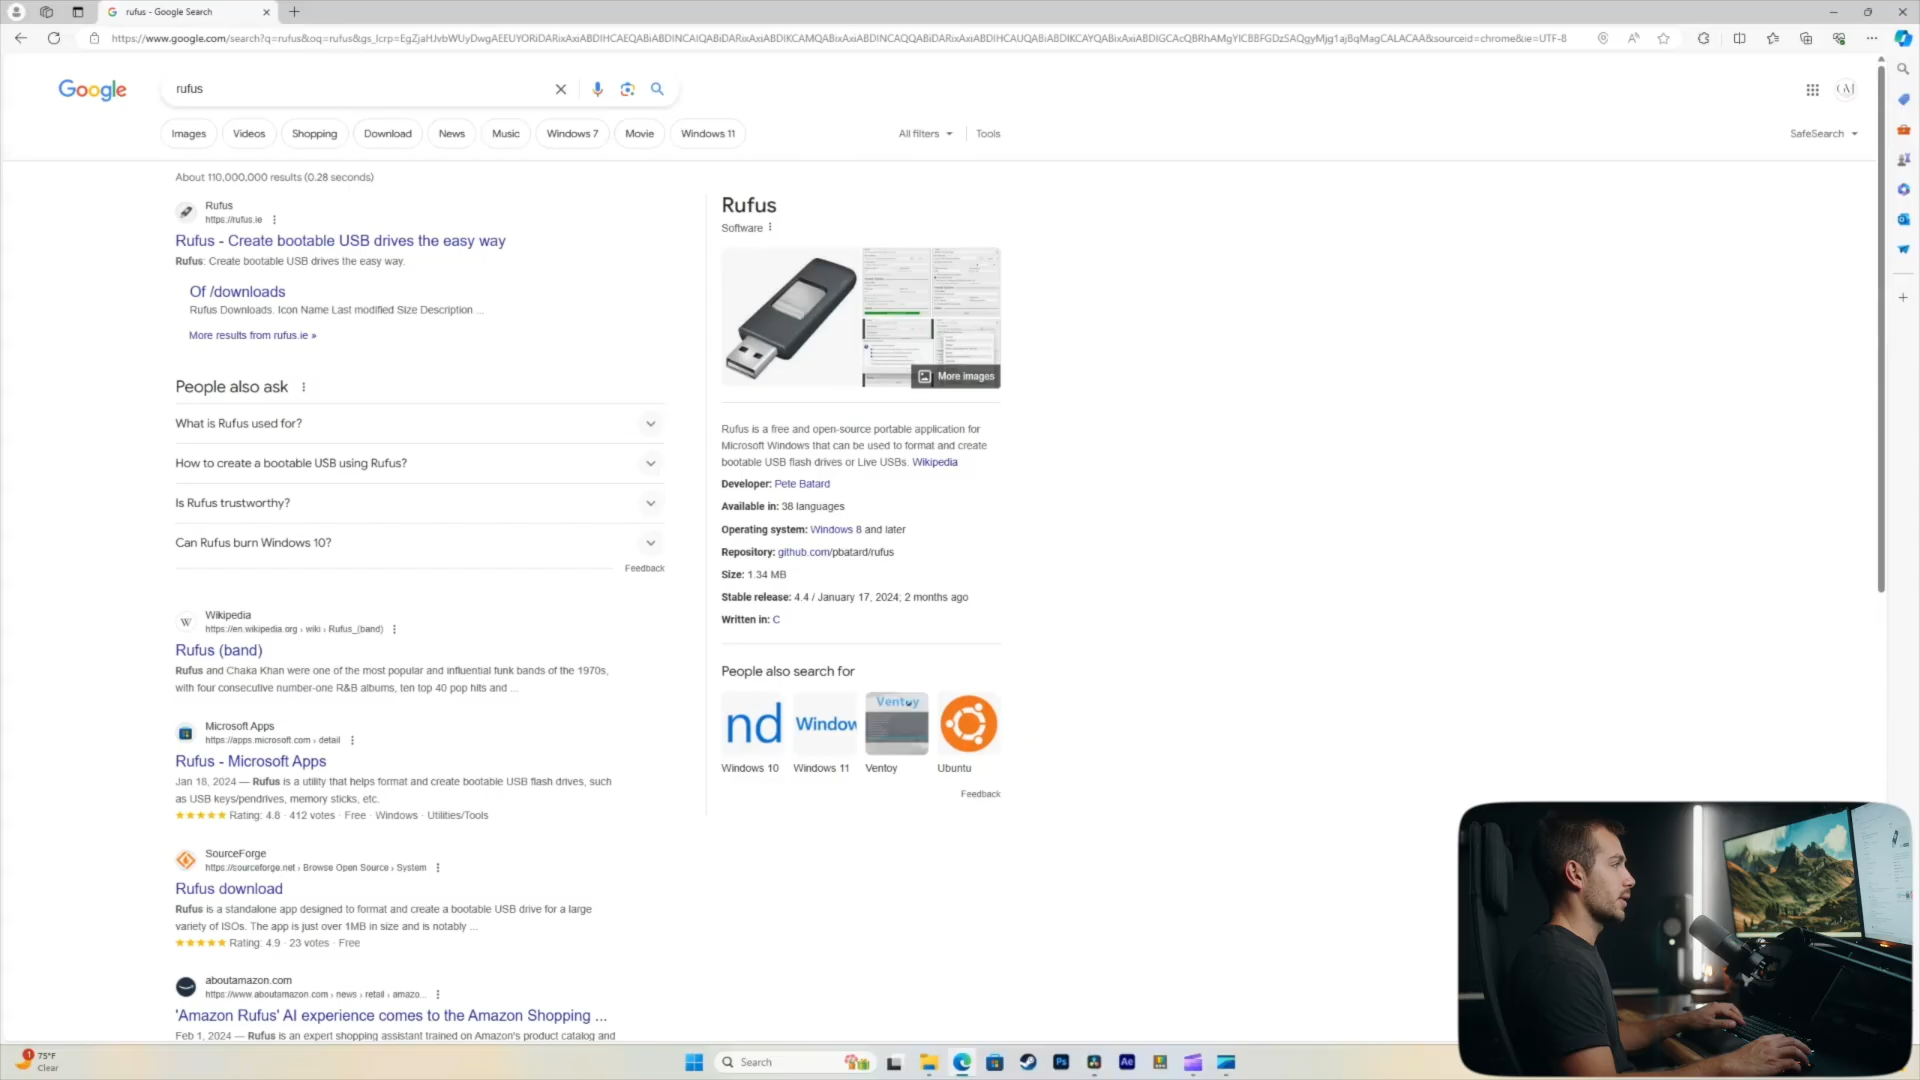 rufus - Google Search
https://www.google.com/search?q=rufus&oq=rufus&gs_lcrp=
&sourceid=chrome&ie=UTF-8
Google
rufus
Images
Videos
Shopping
Download
News
Music
Windows 7
Movie
Windows 11
All filters
Tools
SafeSearch
About 110,000,000 results (0.28 seconds)
Rufus
https://rufus.ie
Rufus - Create bootable USB drives the easy way
Rufus: Create bootable USB drives the easy way.
Of /downloads
Rufus Downloads. Icon Name Last modified Size Description ...
More results from rufus.ie »
People also ask
What is Rufus used for?
How to create a bootable USB using Rufus?
Is Rufus trustworthy?
Can Rufus burn Windows 10?
Feedback
W
Wikipedia
https://en.wikipedia.org › wiki › Rufus_(band)
Rufus (band)
Rufus and Chaka Khan were one of the most popular and influential funk bands of the 1970s,
with four consecutive number-one R&B albums, ten top 40 pop hits and ...
Microsoft Apps
https://apps.microsoft.com › detail
Rufus - Microsoft Apps
Jan 18, 2024 — Rufus is a utility that helps format and create bootable USB flash drives, such
as USB keys/pendrives, memory sticks, etc.
Rating: 4.8 · 412 votes · Free · Windows · Utilities/Tools
SourceForge
https://sourceforge.net › Browse Open Source › System
Rufus download
Rufus is a standalone app designed to format and create a bootable USB drive for a large
variety of ISOs. The app is just over 1MB in size and is notably ...
Rating: 4.9 · 23 votes · Free
aboutamazon.com
https://www.aboutamazon.com › news › retail › amazo...
'Amazon Rufus' AI experience comes to the Amazon Shopping ...
Feb 1, 2024 — Rufus is an expert shopping assistant trained on Amazon's product catalog and
Rufus
Software
More images
Rufus is a free and open-source portable application for
Microsoft Windows that can be used to format and create
bootable USB flash drives or Live USBs. Wikipedia
Developer: Pete Batard
Available in: 38 languages
Operating system: Windows 8 and later
Repository: github.com/pbatard/rufus
Size: 1.34 MB
Stable release: 4.4 / January 17, 2024; 2 months ago
Written in: C
People also search for
nd
Window
Ventoy
Windows 10
Windows 11
Ventoy
Ubuntu
Feedback
1
75°F
Clear
Search
Ps
Ae